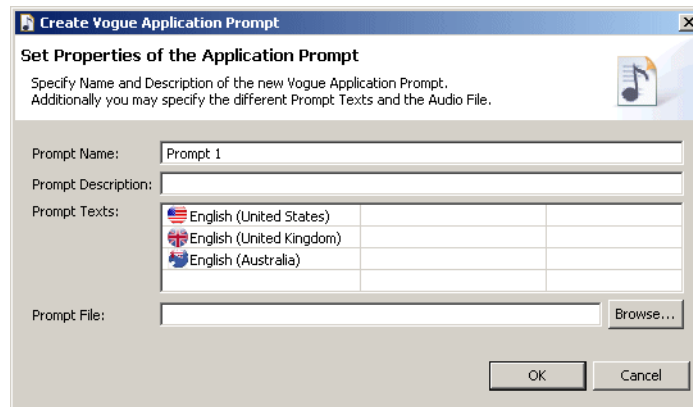 Create Vogue Application Prompt
Set Properties of the Application Prompt
Specify Name and Description of the new Vogue Application Prompt.
Additionally you may specify the different Prompt Texts and the Audio File.
Prompt Name: Prompt 1
Prompt Description:
Prompt Texts: English (United States)
English (United Kingdom)
English (Australia)
Prompt File: Browse...
OK Cancel